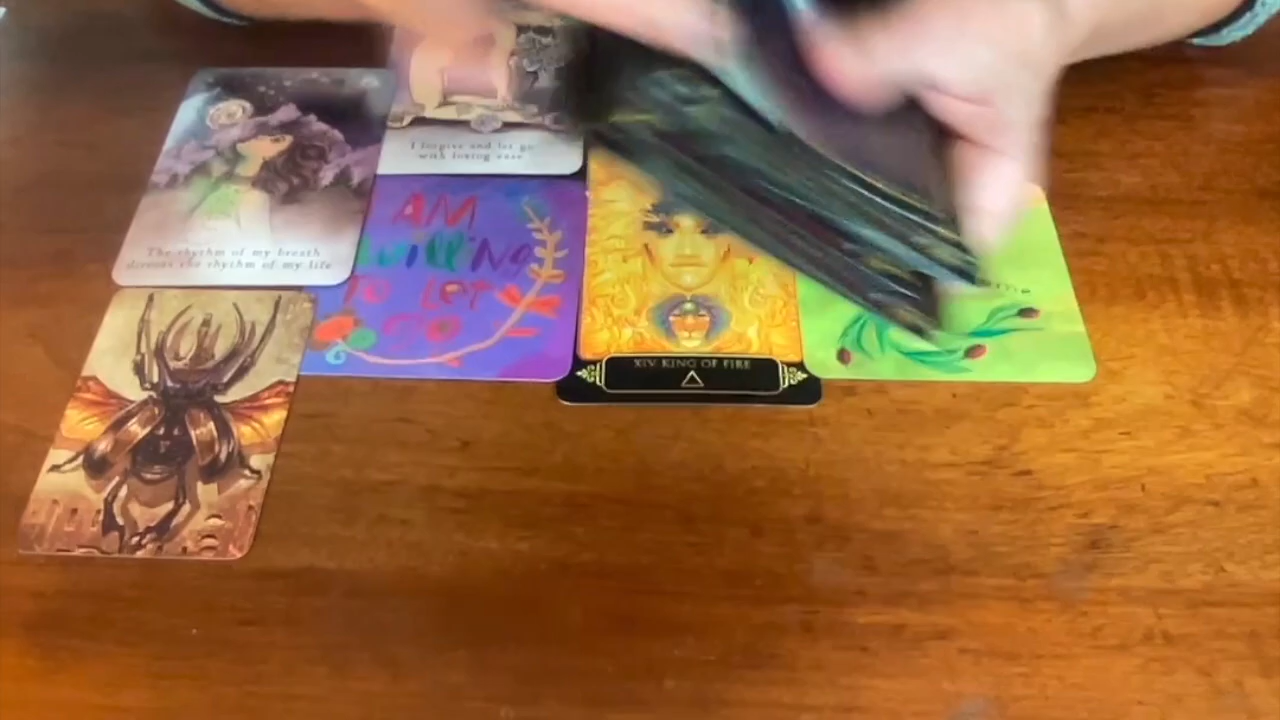 The rhythm of my breath
directs the rhythm of my life
I forgive and let go
with loving ease
AM
willing
TO LET
GO
XIV KING OF FIRE